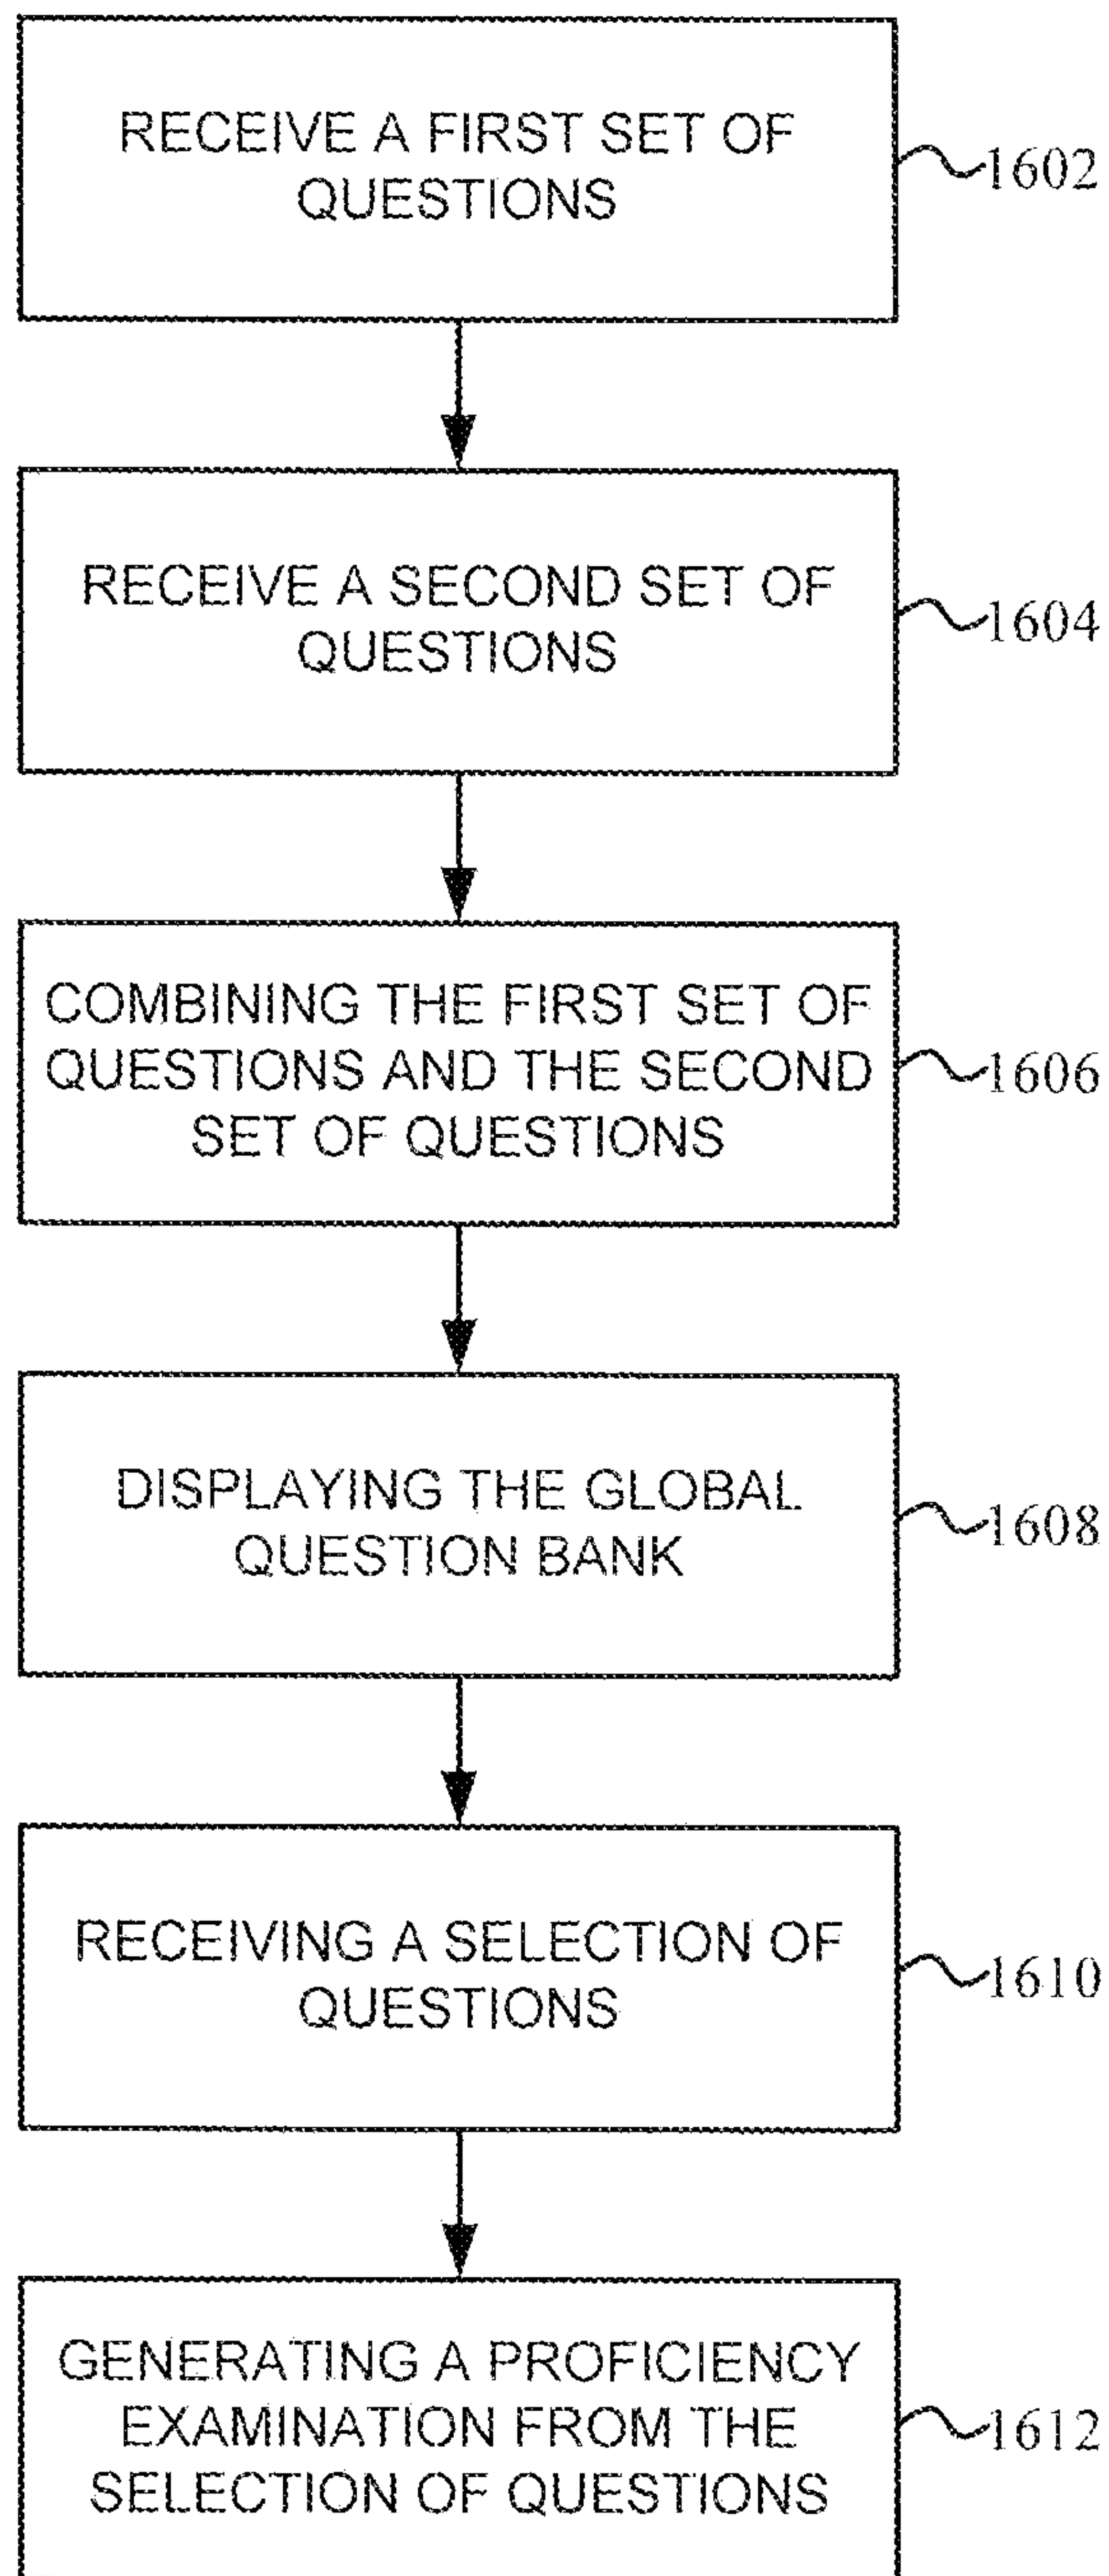 RECEIVE A FIRST SET OF
QUESTIONS
1602
RECEIVE A SECOND SET OF
QUESTIONS
1604
COMBINING THE FIRST SET OF
QUESTIONS AND THE SECOND
SET OF QUESTIONS
1606
DISPLAYING THE GLOBAL
QUESTION BANK
1608
RECEIVING A SELECTION OF
QUESTIONS
1610
GENERATING A PROFICIENCY
EXAMINATION FROM THE
SELECTION OF QUESTIONS
1612